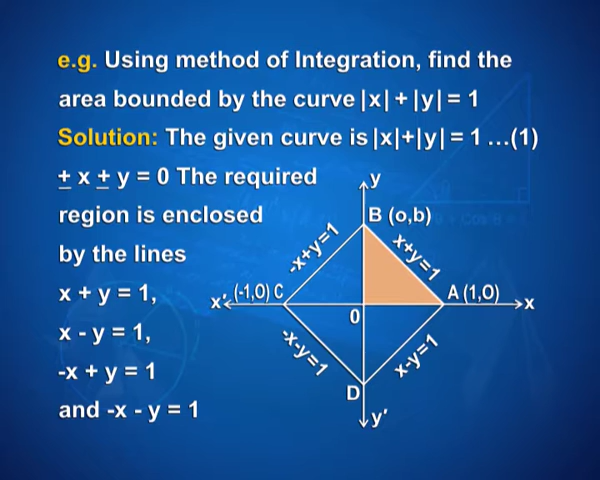 e.g. Using method of Integration, find the
area bounded by the curve |x| + |y| = 1
Solution: The given curve is |x|+|y| = 1 ...(1)
± x ± y = 0 The required
region is enclosed
by the lines
x + y = 1,
x - y = 1,
-x + y = 1
and -x - y = 1
y
B (o,b)
-x+y=1
x+y=1
x′
(-1,0) C
A (1,0)
x
0
-x-y=1
x-y=1
D
y′